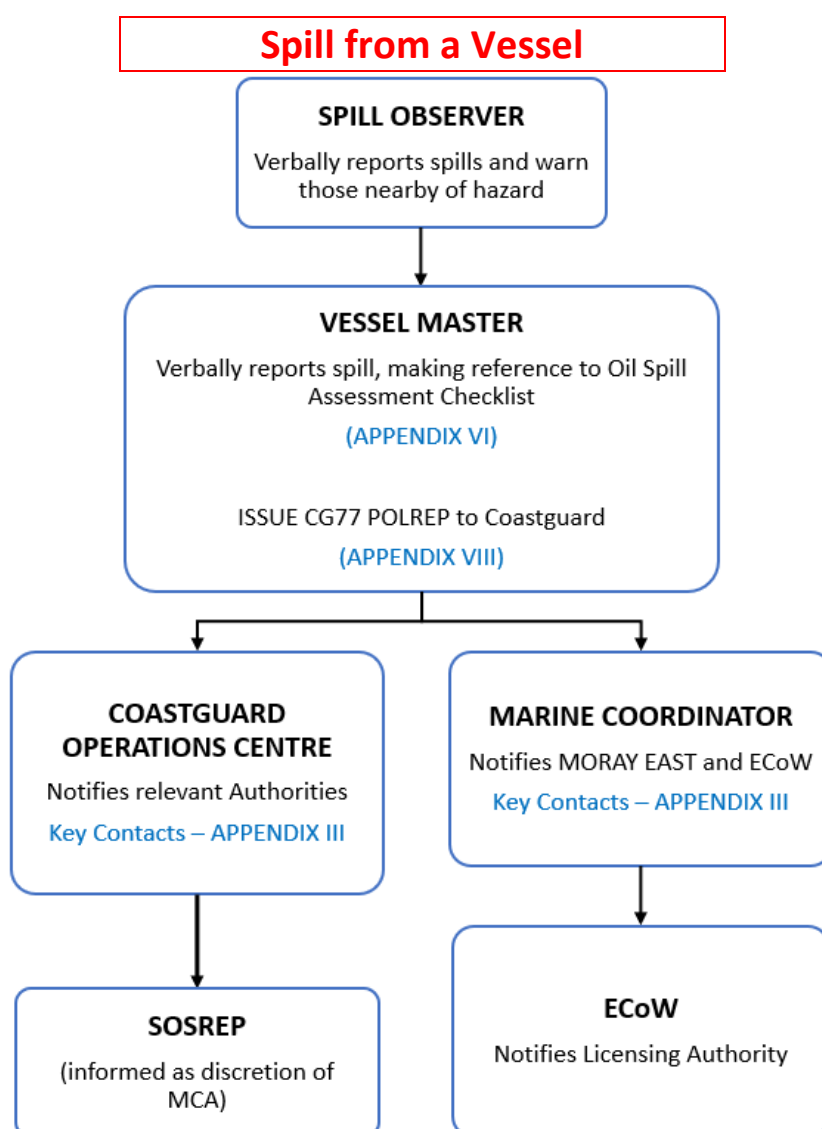 Spill from a Vessel
SPILL OBSERVER
Verbally reports spills and warn
those nearby of hazard
VESSEL MASTER
Verbally reports spill, making reference to Oil Spill
Assessment Checklist
(APPENDIX VI)
ISSUE CG77 POLREP to Coastguard
(APPENDIX VIII)
COASTGUARD
OPERATIONS CENTRE
Notifies relevant Authorities
Key Contacts – APPENDIX III
MARINE COORDINATOR
Notifies MORAY EAST and ECoW
Key Contacts – APPENDIX III
SOSREP
(informed as discretion of
MCA)
ECoW
Notifies Licensing Authority